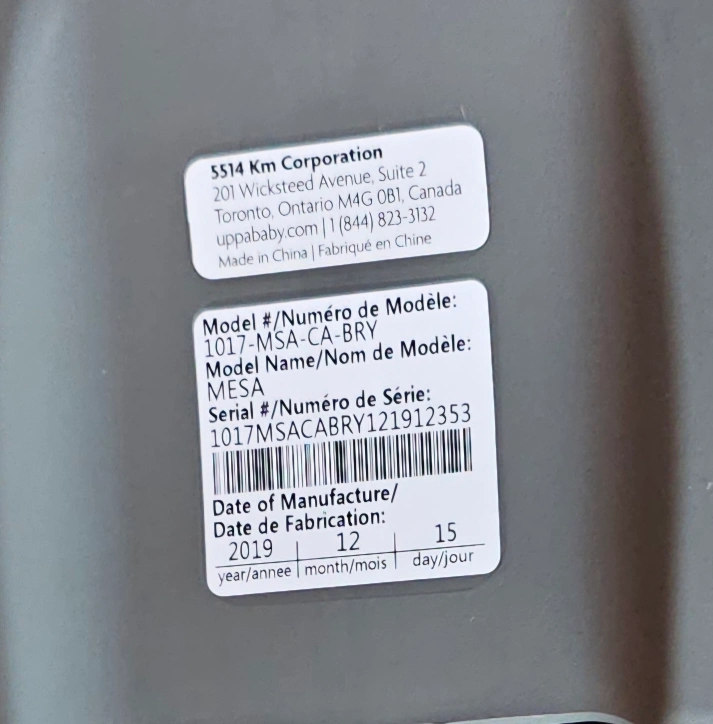 5514 Km Corporation
201 Wicksteed Avenue, Suite 2
Toronto, Ontario M4G 0B1, Canada
uppababy.com | 1 (844) 823-3132
Made in China | Fabriqué en Chine
Model #/Numéro de Modèle:
1017-MSA-CA-BRY
Model Name/Nom de Modèle:
MESA
Serial #/Numéro de Série:
1017MSACABRY121912353
Date of Manufacture/
Date de Fabrication:
2019 | 12 | 15
year/annee | month/mois | day/jour